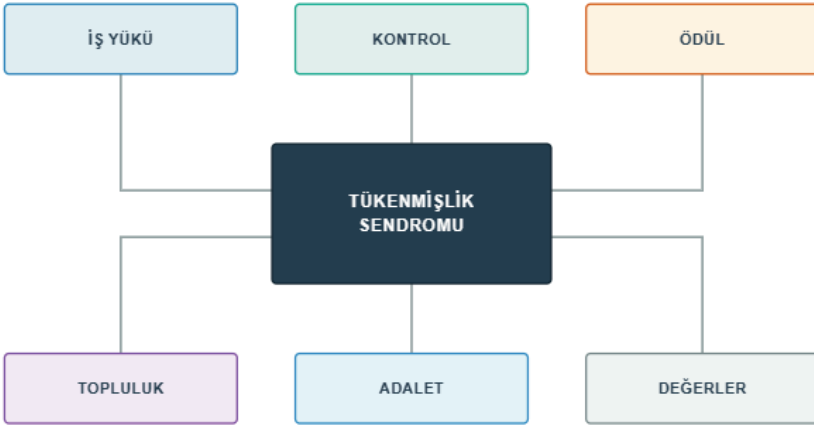 İŞ YÜKÜ
KONTROL
ÖDÜL
TÜKENMİŞLİK
SENDROMU
TOPLULUK
ADALET
DEĞERLER